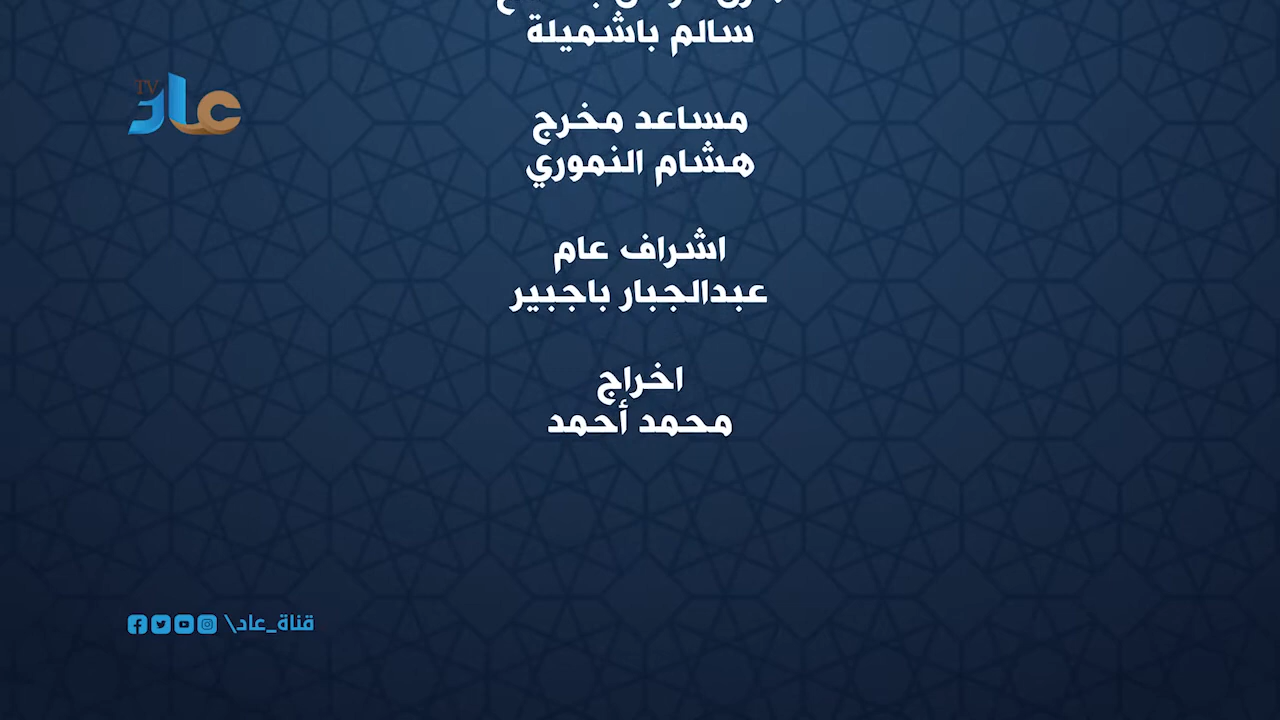 سالم باشميلة
عاد
TV
مساعد مخرج
هشام النموري
اشراف عام
عبدالجبار باجبير
اخراج
محمد أحمد
قناة_عاد\